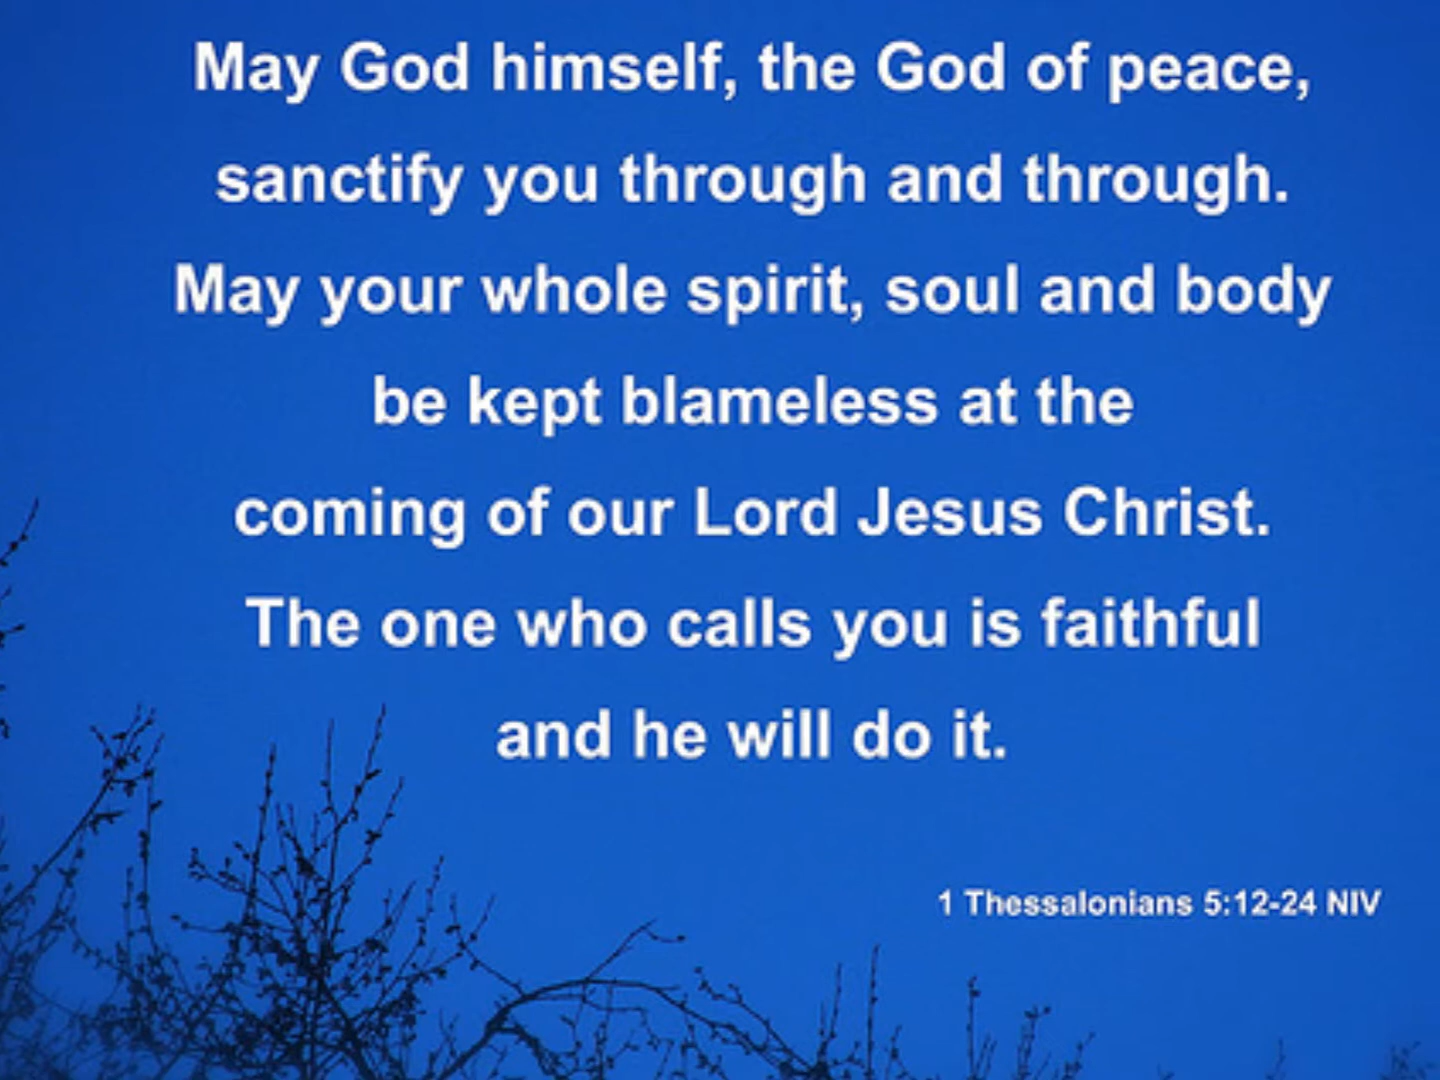 May God himself, the God of peace,
sanctify you through and through.
May your whole spirit, soul and body
be kept blameless at the
coming of our Lord Jesus Christ.
The one who calls you is faithful
and he will do it.
1 Thessalonians 5:12-24 NIV